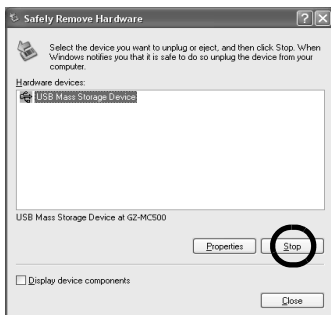 Safely Remove Hardware
Select the device you want to unplug or eject, and then click Stop. When
Windows notifies you that it is safe to do so unplug the device from your
computer.
Hardware devices:
USB Mass Storage Device
USB Mass Storage Device at GZ-MC500
Properties
Stop
Display device components
Close